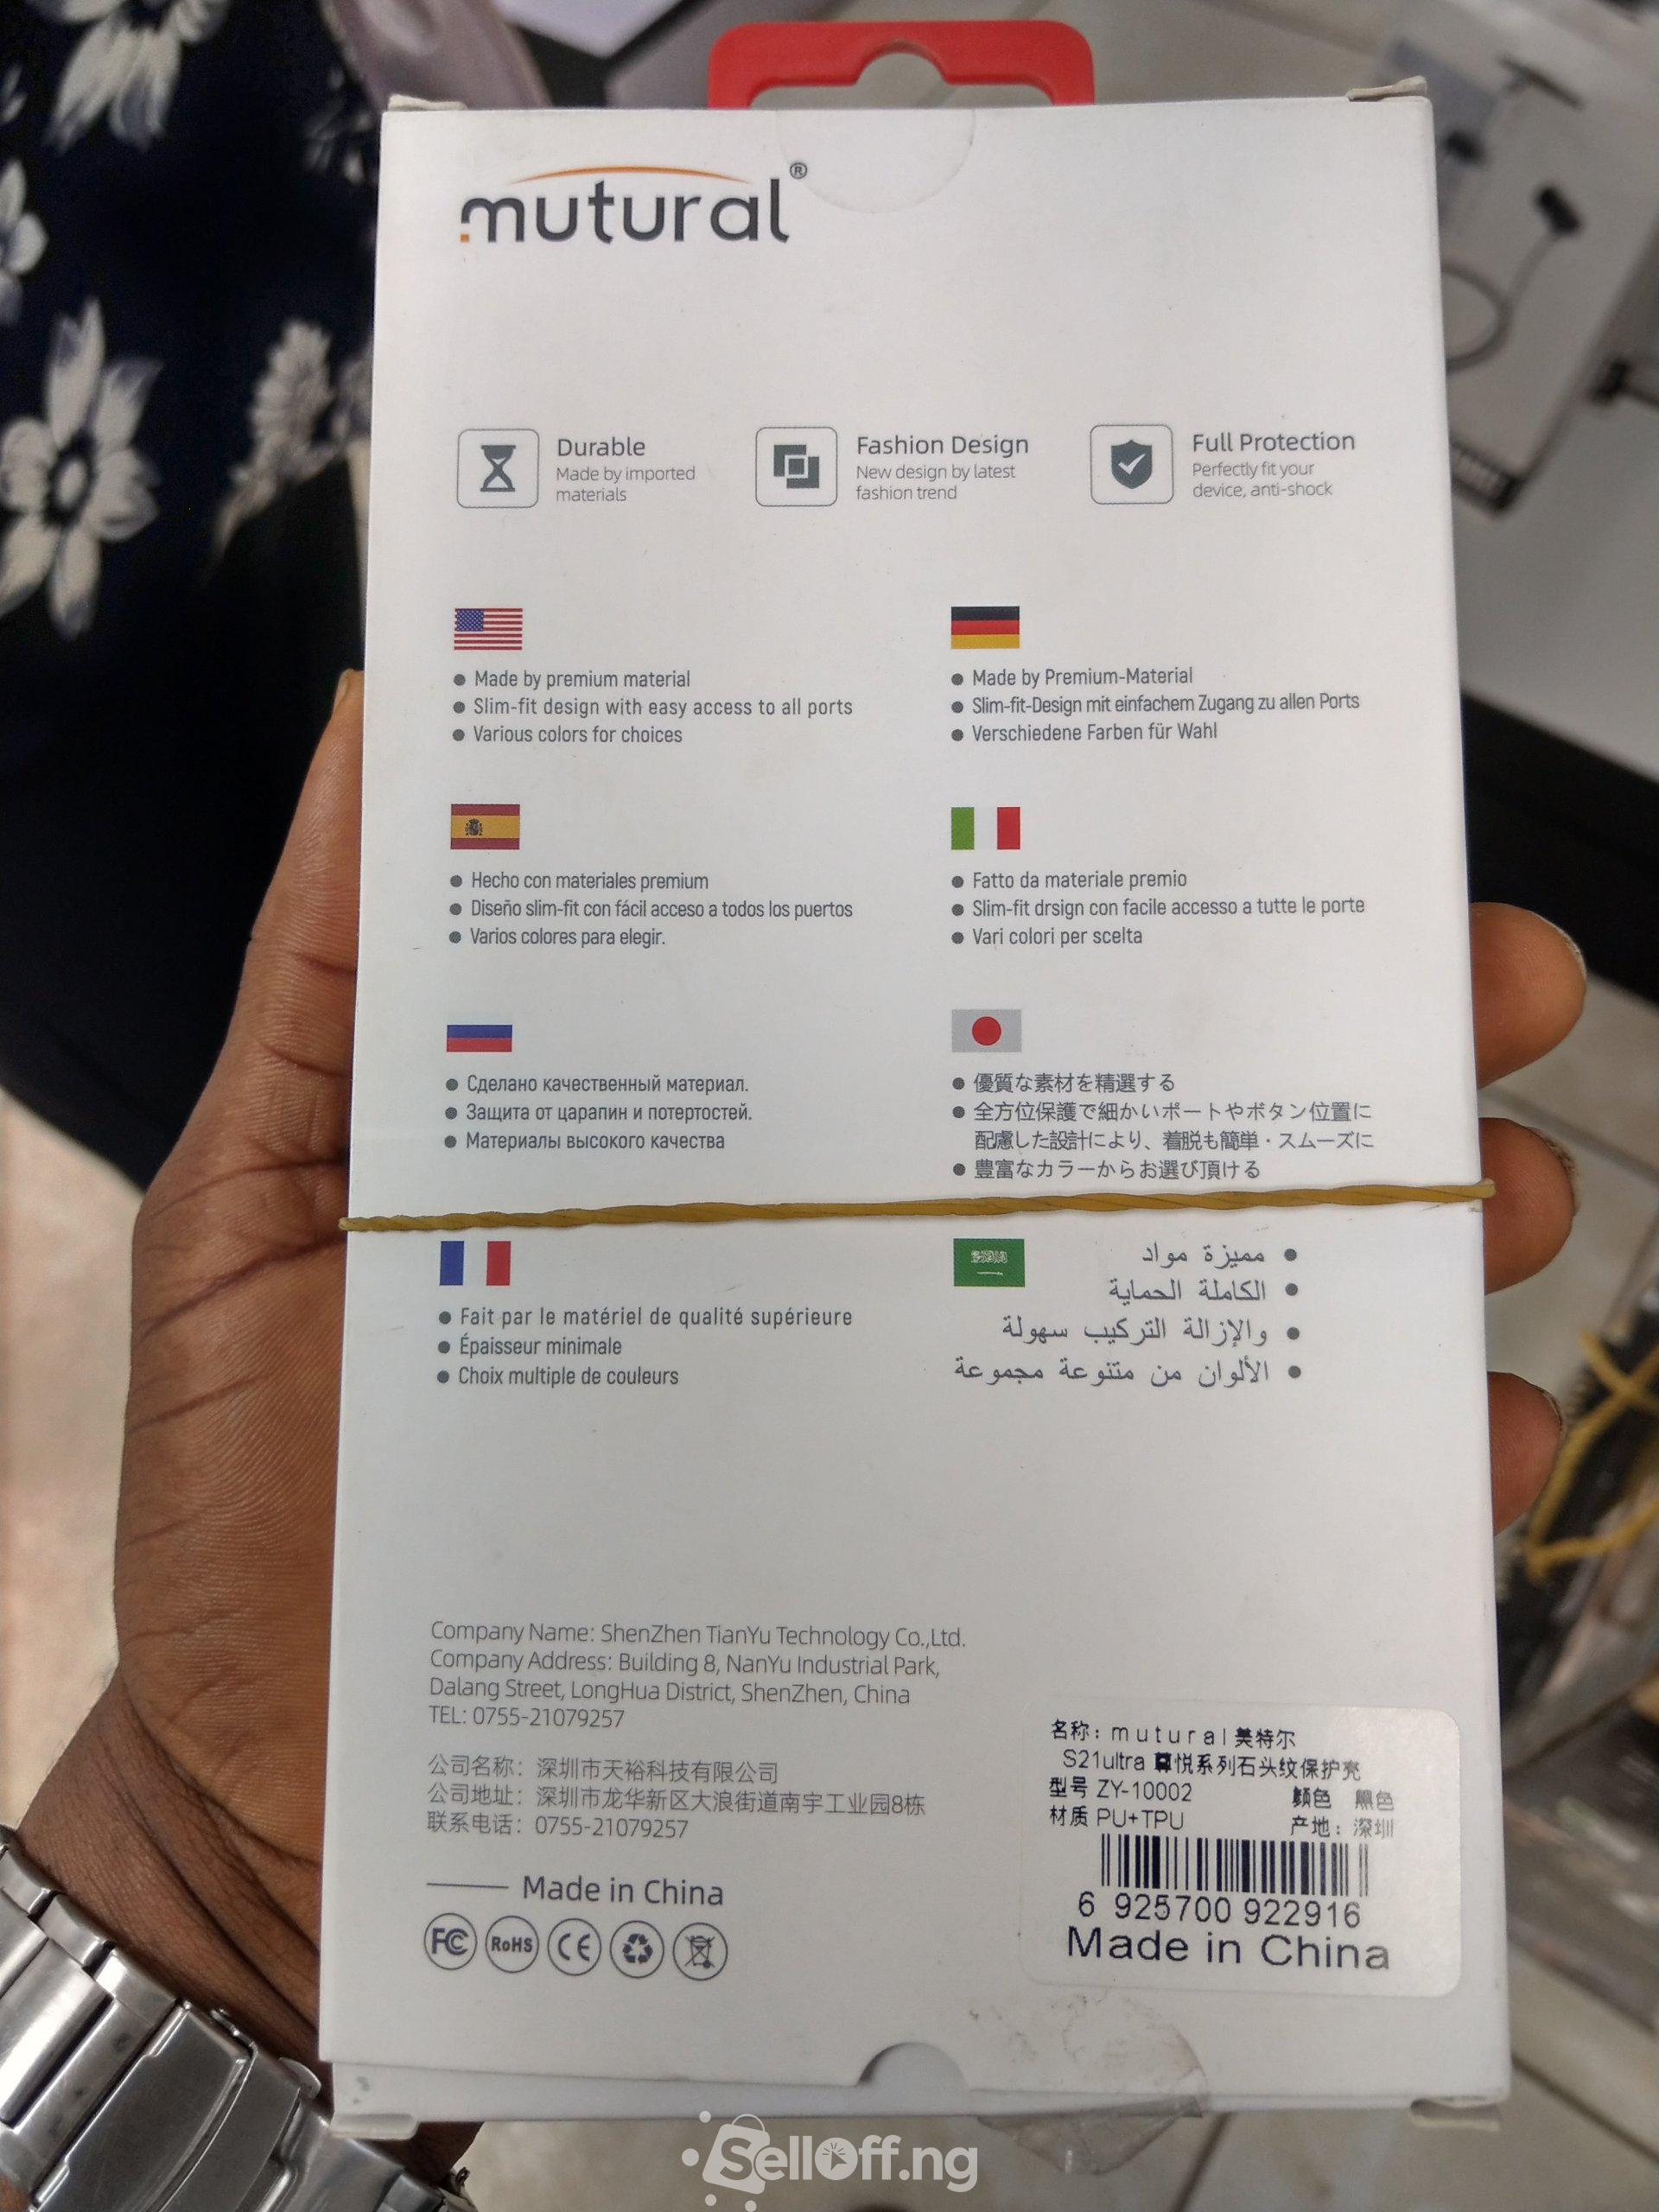 mutural®
Durable
Made by imported
materials
Fashion Design
New design by latest
fashion trend
Full Protection
Perfectly fit your
device, anti-shock
● Made by premium material
● Slim-fit design with easy access to all ports
● Various colors for choices
● Made by Premium-Material
● Slim-fit-Design mit einfachem Zugang zu allen Ports
● Verschiedene Farben für Wahl
● Hecho con materiales premium
● Diseño slim-fit con fácil acceso a todos los puertos
● Varios colores para elegir.
● Fatto da materiale premio
● Slim-fit drsign con facile accesso a tutte le porte
● Vari colori per scelta
● Сделано качественный материал.
● Защита от царапин и потертостей.
● Материалы высокого качества
● 優質な素材を精選する
● 全方位保護で細かいポートやボタン位置に
配慮した設計により、着脱も簡単・スムーズに
● 豊富なカラーからお選び頂ける
● Fait par le matériel de qualité supérieure
● Épaisseur minimale
● Choix multiple de couleurs
● مميزة مواد
● الكاملة الحماية
● والإزالة التركيب سهولة
● الألوان من متنوعة مجموعة
Company Name: ShenZhen TianYu Technology Co.,Ltd.
Company Address: Building 8, NanYu Industrial Park,
Dalang Street, LongHua District, ShenZhen, China
TEL: 0755-21079257
公司名称：深圳市天裕科技有限公司
公司地址：深圳市龙华新区大浪街道南宇工业园8栋
联系电话：0755-21079257
Made in China
FC RoHS CE
名称：mutural美特尔
S21ultra 尊悦系列石头纹保护壳
型号 ZY-10002 颜色 黑色
材质 PU+TPU 产地：深圳
6 925700 922916
Made in China
SellOff.ng